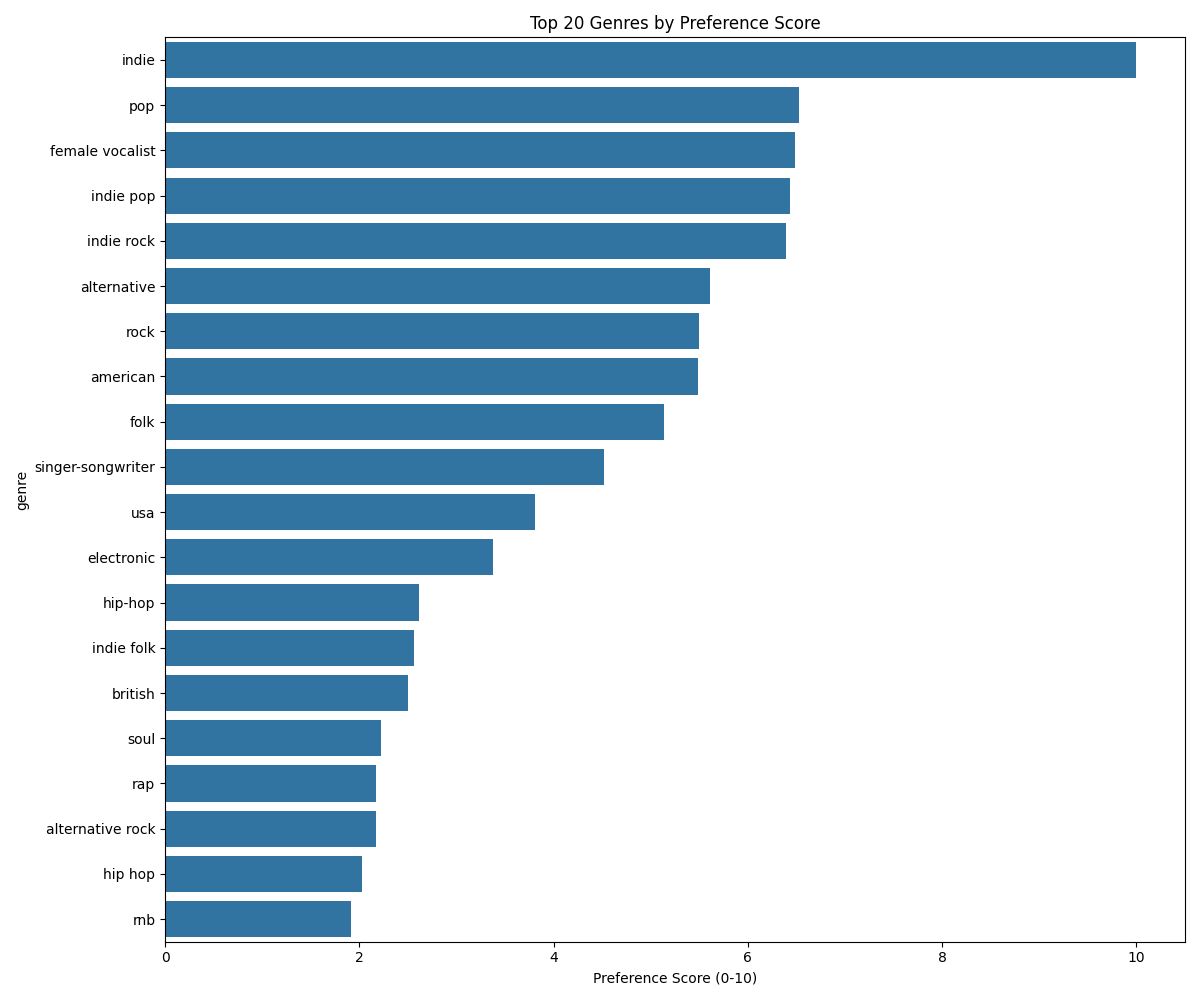 Top 20 Genres by Preference Score
indie
pop
female vocalist
indie pop
indie rock
alternative
rock
american
folk
singer-songwriter
usa
electronic
hip-hop
indie folk
british
soul
rap
alternative rock
hip hop
rnb
genre
0 2 4 6 8 10
Preference Score (0-10)